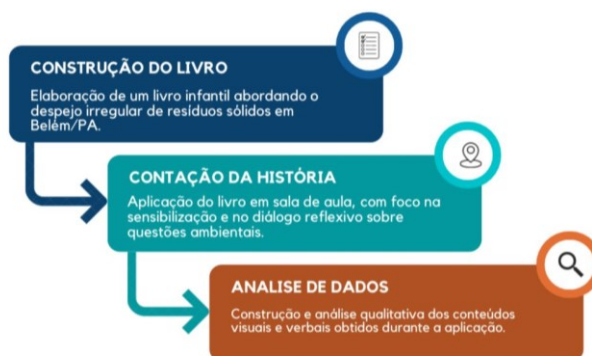 CONSTRUÇÃO DO LIVRO
Elaboração de um livro infantil abordando o
despejo irregular de resíduos sólidos em
Belém/PA.
CONTAÇÃO DA HISTÓRIA
Aplicação do livro em sala de aula, com foco na
sensibilização e no diálogo reflexivo sobre
questões ambientais.
ANALISE DE DADOS
Construção e análise qualitativa dos conteúdos
visuais e verbais obtidos durante a aplicação.